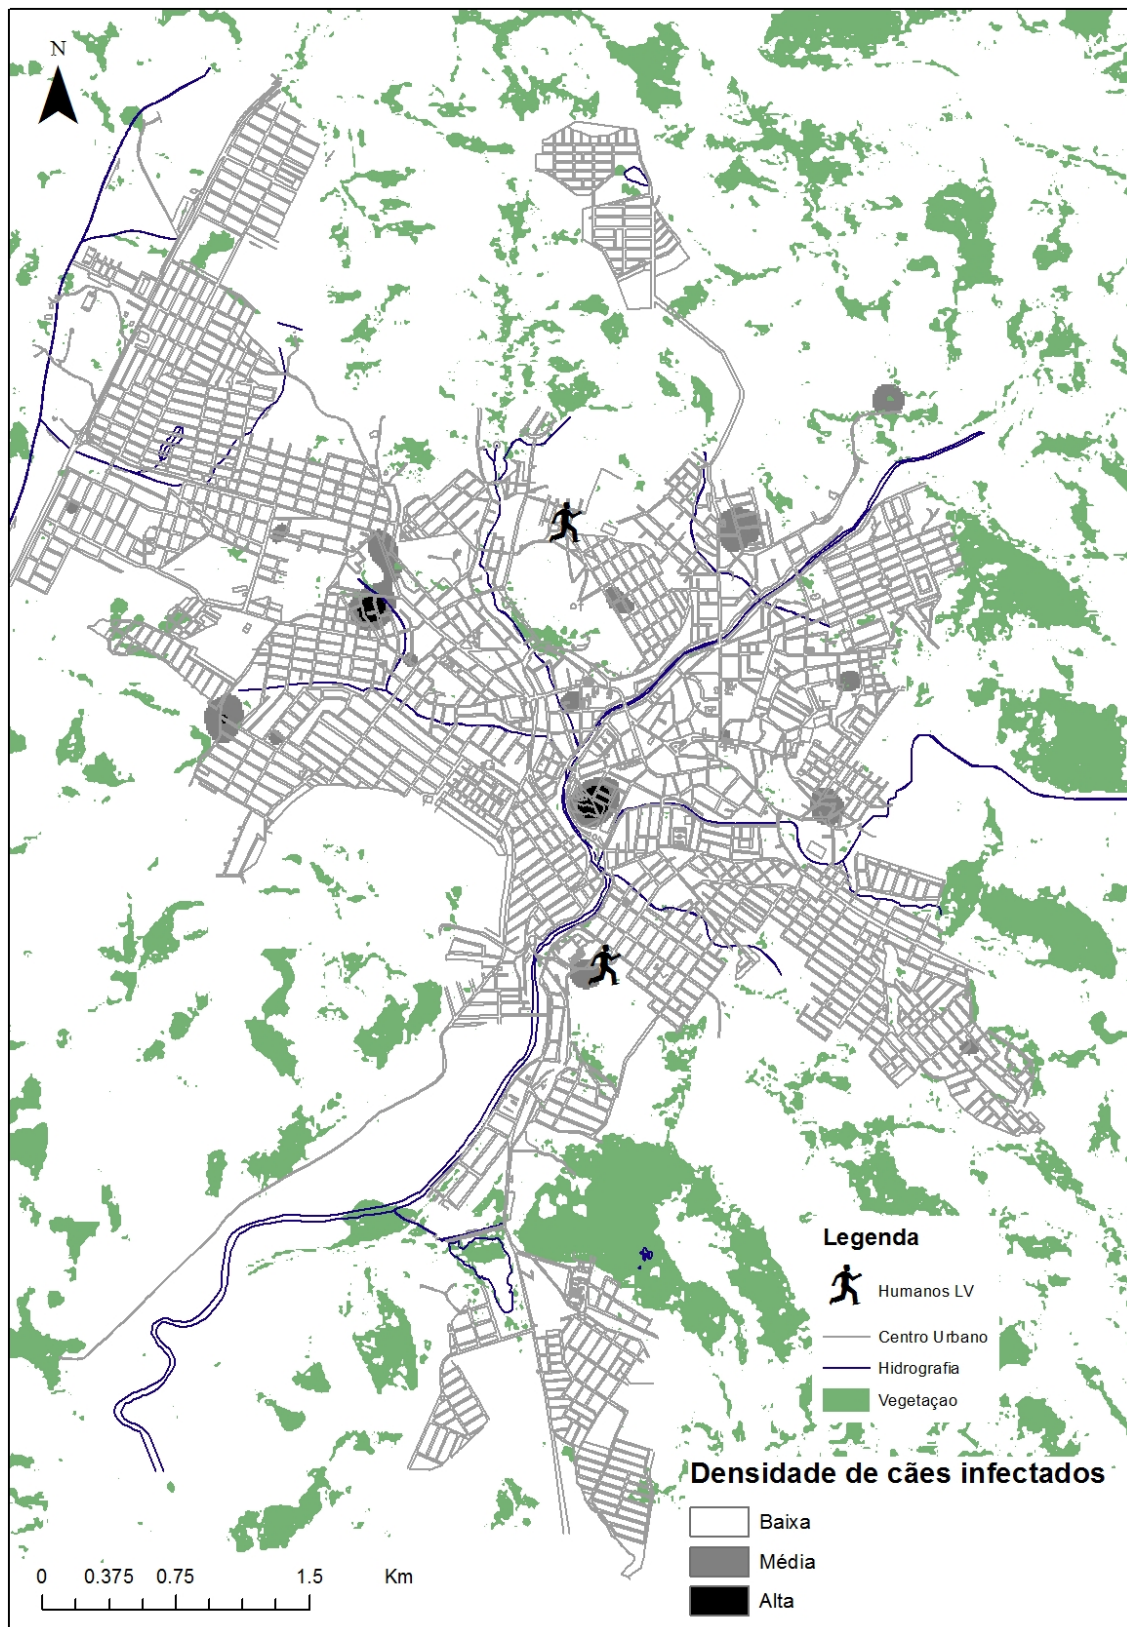 N
Legenda
Humanos LV
Centro Urbano
Hidrografia
Vegetaçao
Densidade de cães infectados
Baixa
Média
Alta
0 0.375 0.75 1.5 Km